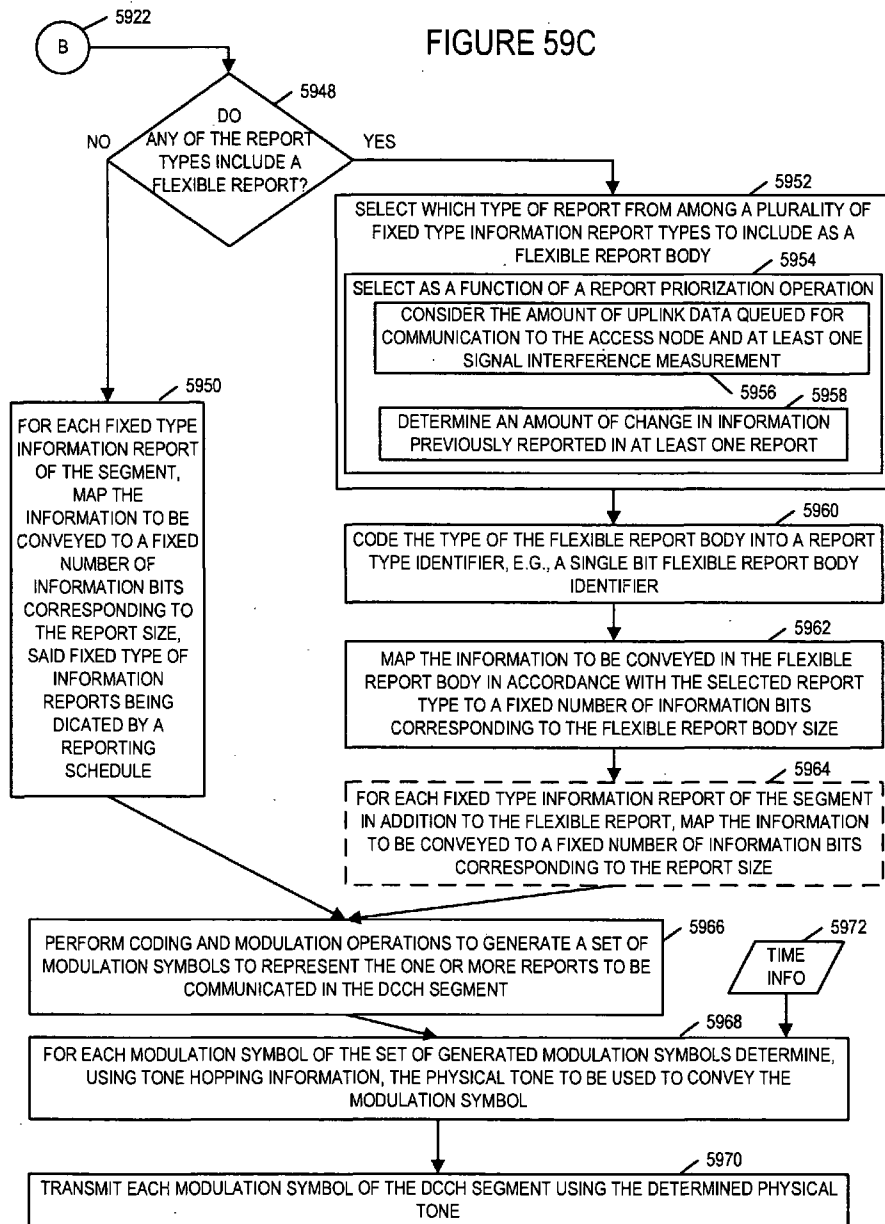 5922
B
FIGURE 59C
5948
DO
ANY OF THE REPORT
TYPES INCLUDE A
FLEXIBLE REPORT?
NO
YES
5952
SELECT WHICH TYPE OF REPORT FROM AMONG A PLURALITY OF
FIXED TYPE INFORMATION REPORT TYPES TO INCLUDE AS A
FLEXIBLE REPORT BODY
5954
SELECT AS A FUNCTION OF A REPORT PRIORIZATION OPERATION
CONSIDER THE AMOUNT OF UPLINK DATA QUEUED FOR
COMMUNICATION TO THE ACCESS NODE AND AT LEAST ONE
SIGNAL INTERFERENCE MEASUREMENT
5956
5958
DETERMINE AN AMOUNT OF CHANGE IN INFORMATION
PREVIOUSLY REPORTED IN AT LEAST ONE REPORT
5950
FOR EACH FIXED TYPE
INFORMATION REPORT
OF THE SEGMENT,
MAP THE
INFORMATION TO BE
CONVEYED TO A FIXED
NUMBER OF
INFORMATION BITS
CORRESPONDING TO
THE REPORT SIZE,
SAID FIXED TYPE OF
INFORMATION
REPORTS BEING
DICATED BY A
REPORTING
SCHEDULE
5960
CODE THE TYPE OF THE FLEXIBLE REPORT BODY INTO A REPORT
TYPE IDENTIFIER, E.G., A SINGLE BIT FLEXIBLE REPORT BODY
IDENTIFIER
5962
MAP THE INFORMATION TO BE CONVEYED IN THE FLEXIBLE
REPORT BODY IN ACCORDANCE WITH THE SELECTED REPORT
TYPE TO A FIXED NUMBER OF INFORMATION BITS
CORRESPONDING TO THE FLEXIBLE REPORT BODY SIZE
5964
FOR EACH FIXED TYPE INFORMATION REPORT OF THE SEGMENT
IN ADDITION TO THE FLEXIBLE REPORT, MAP THE INFORMATION
TO BE CONVEYED TO A FIXED NUMBER OF INFORMATION BITS
CORRESPONDING TO THE REPORT SIZE
5966
PERFORM CODING AND MODULATION OPERATIONS TO GENERATE A SET OF
MODULATION SYMBOLS TO REPRESENT THE ONE OR MORE REPORTS TO BE
COMMUNICATED IN THE DCCH SEGMENT
5972
TIME
INFO
5968
FOR EACH MODULATION SYMBOL OF THE SET OF GENERATED MODULATION SYMBOLS DETERMINE,
USING TONE HOPPING INFORMATION, THE PHYSICAL TONE TO BE USED TO CONVEY THE
MODULATION SYMBOL
5970
TRANSMIT EACH MODULATION SYMBOL OF THE DCCH SEGMENT USING THE DETERMINED PHYSICAL
TONE